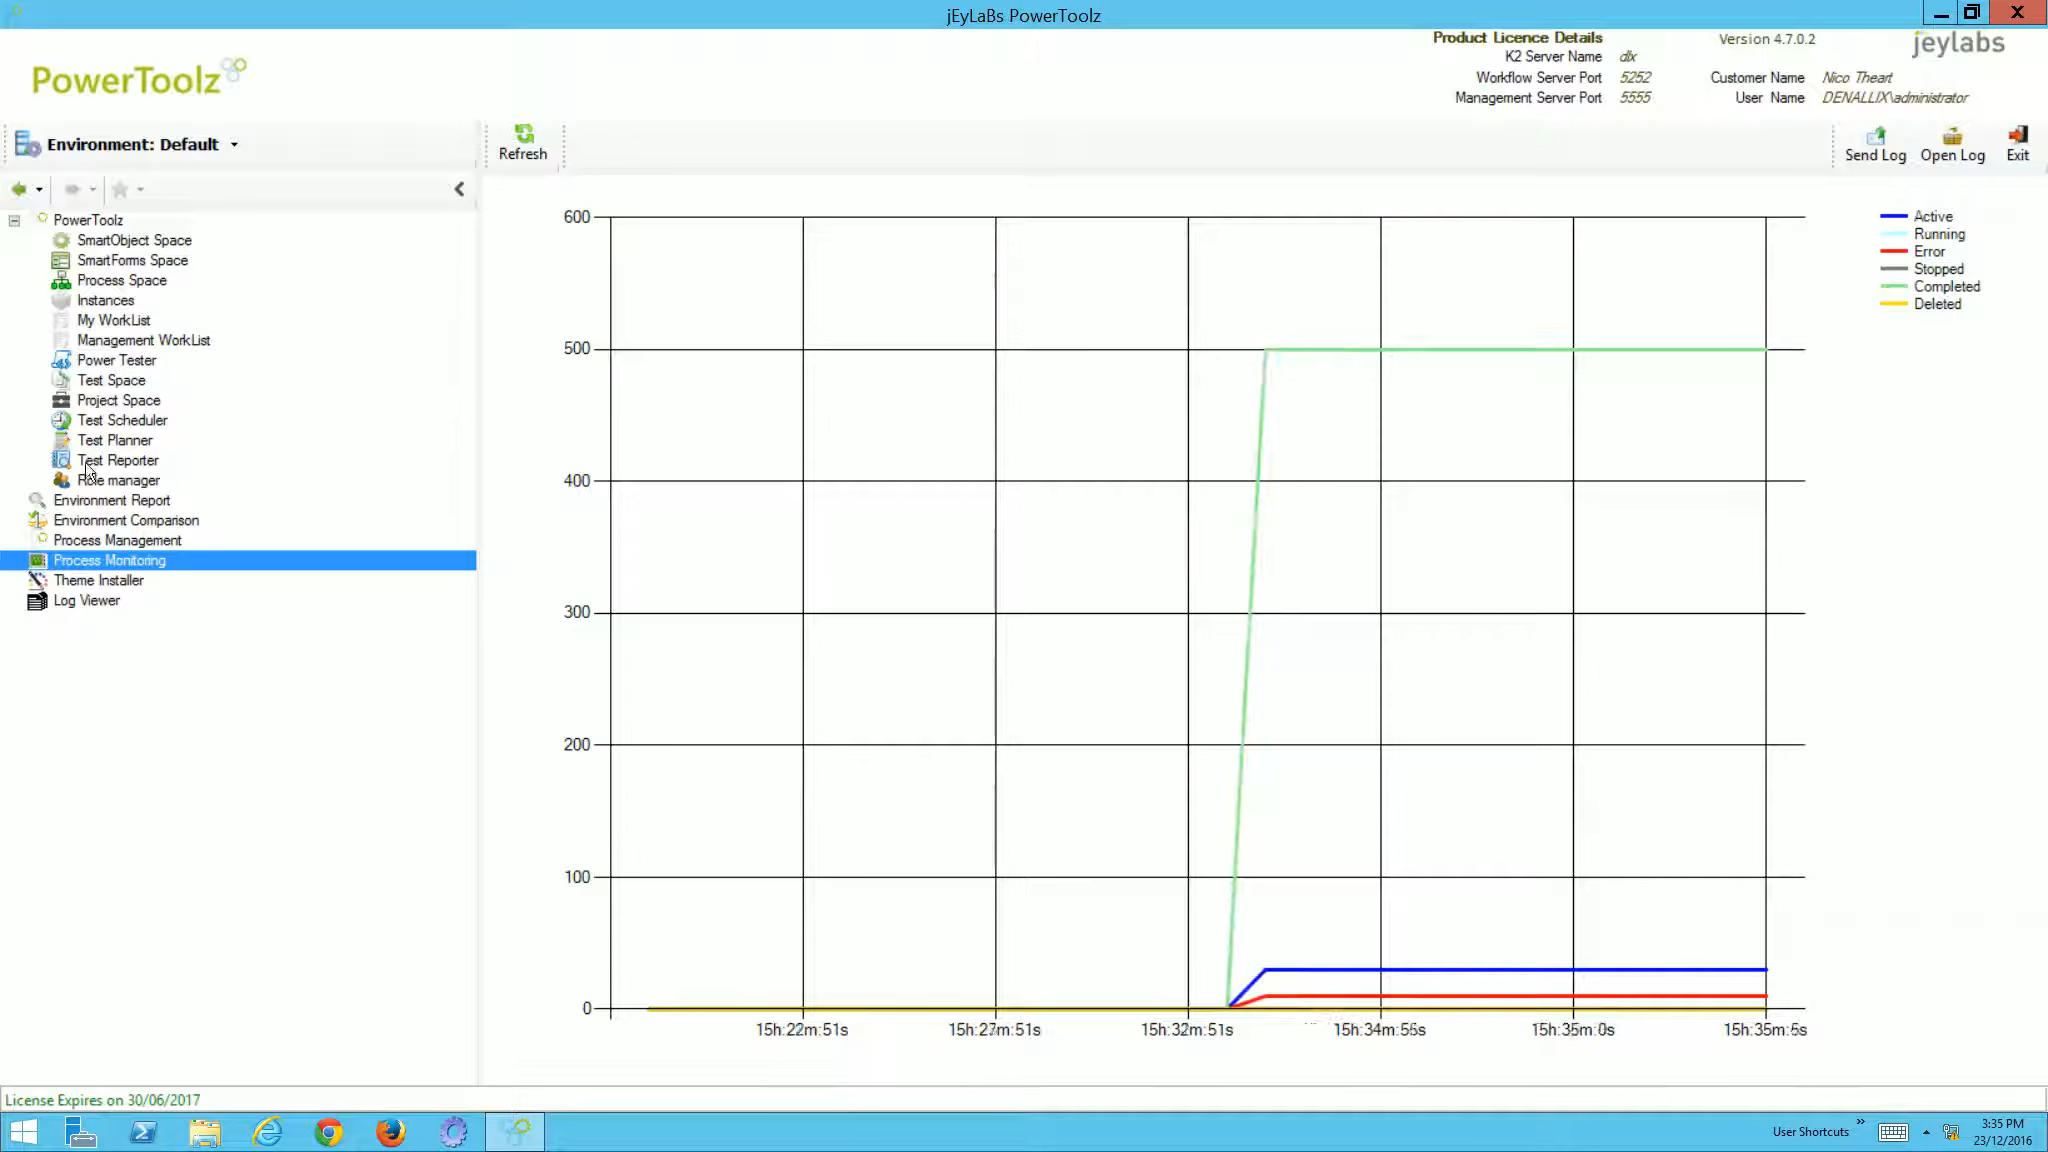 jEyLaBs PowerToolz
PowerToolz
Product Licence Details
K2 Server Name dlx
Workflow Server Port 5252
Management Server Port 5555
Version 4.7.0.2
Customer Name Nico Theart
User Name DENALLIX\administrator
jeylabs
Environment: Default
Refresh
Send Log
Open Log
Exit
PowerToolz
SmartObject Space
SmartForms Space
Process Space
Instances
My WorkList
Management WorkList
Power Tester
Test Space
Project Space
Test Scheduler
Test Planner
Test Reporter
Role manager
Environment Report
Environment Comparison
Process Management
Process Monitoring
Theme Installer
Log Viewer
600
500
400
300
200
100
0
15h:22m:51s
15h:27m:51s
15h:32m:51s
15h:34m:55s
15h:35m:0s
15h:35m:5s
Active
Running
Error
Stopped
Completed
Deleted
License Expires on 30/06/2017
User Shortcuts
3:35 PM
23/12/2016